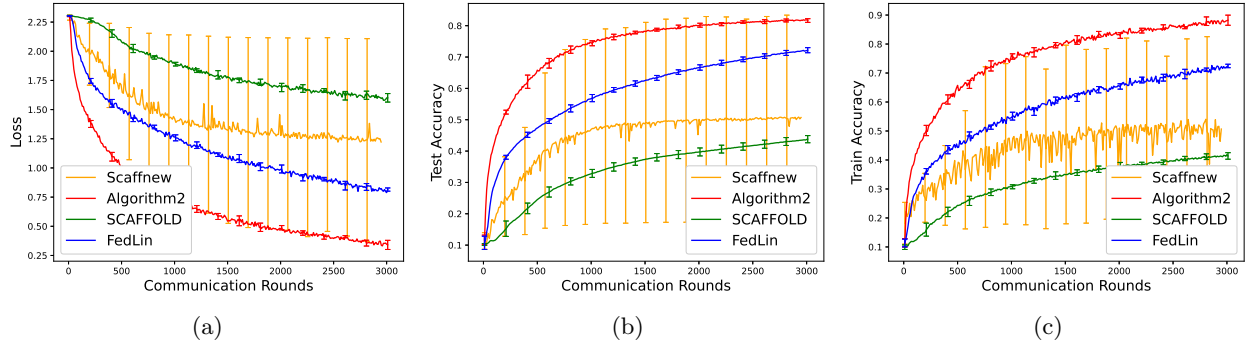 Loss
2.25
2.00
1.75
1.50
1.25
1.00
0.75
0.50
0.25
0
500
1000
1500
2000
2500
3000
Communication Rounds
Scaffnew
Algorithm2
SCAFFOLD
FedLin
(a)
Test Accuracy
0.8
0.7
0.6
0.5
0.4
0.3
0.2
0.1
0
500
1000
1500
2000
2500
3000
Communication Rounds
Scaffnew
Algorithm2
SCAFFOLD
FedLin
(b)
Train Accuracy
0.9
0.8
0.7
0.6
0.5
0.4
0.3
0.2
0.1
0
500
1000
1500
2000
2500
3000
Communication Rounds
Scaffnew
Algorithm2
SCAFFOLD
FedLin
(c)